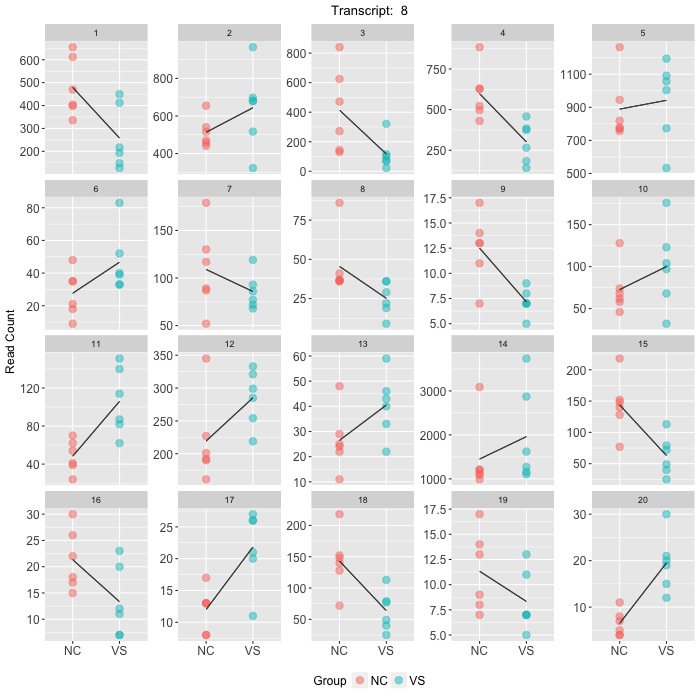 Transcript: 8
1 2 3 4 5
600 500 400 300 200
800 600 400
800 600 400 200 0
750 500 250
1100 900 700 500
6 7 8 9 10
80 60 40 20
150 100 50
75 50 25
17.5 15.0 12.5 10.0 7.5 5.0
150 100 50
Read Count
11 12 13 14 15
120 80 40
350 300 250 200
60 50 40 30 20 10
3000 2000 1000
200 150 100 50
16 17 18 19 20
30 25 20 15 10
25 20 15 10
200 150 100 50
17.5 15.0 12.5 10.0 7.5 5.0
30 20 10
NC VS NC VS NC VS NC VS NC VS
Group NC VS